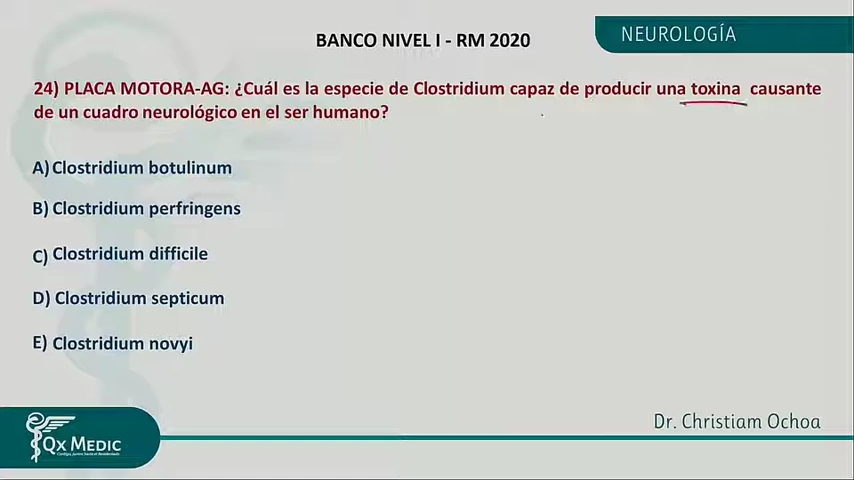 BANCO NIVEL I - RM 2020
NEUROLOGÍA
24) PLACA MOTORA-AG: ¿Cuál es la especie de Clostridium capaz de producir una toxina causante
de un cuadro neurológico en el ser humano?
A) Clostridium botulinum
B) Clostridium perfringens
C) Clostridium difficile
D) Clostridium septicum
E) Clostridium novyi
Dr. Christiam Ochoa
QX MEDIC